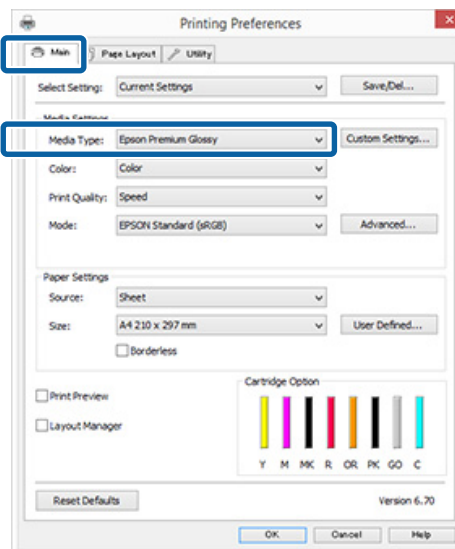 Printing Preferences
x
Main Page Layout Utility
Select Setting: Current Settings Save/Del...
Media Settings
Media Type: Epson Premium Glossy Custom Settings...
Color: Color
Print Quality: Speed
Mode: EPSON Standard (sRGB) Advanced...
Paper Settings
Source: Sheet
Size: A4 210 x 297 mm User Defined...
Borderless
Print Preview
Layout Manager
Cartridge Option
Y M MK R OR PK GO C
Reset Defaults Version 6.70
OK Cancel Help